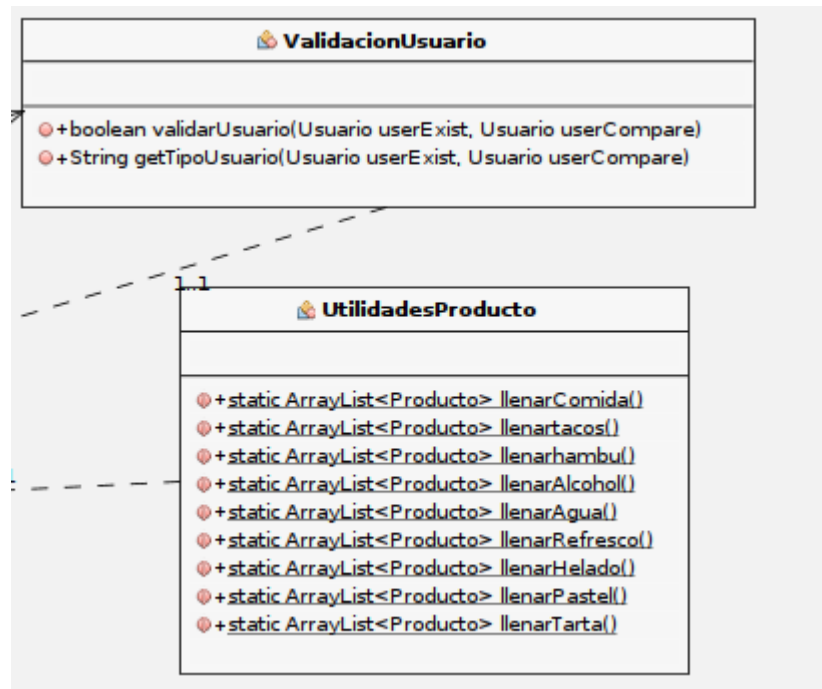 ValidacionUsuario
+boolean validarUsuario(Usuario userExist, Usuario userCompare)
+String getTipoUsuario(Usuario userExist, Usuario userCompare)
1..1
UtilidadesProducto
+static ArrayList<Producto> llenarComida()
+static ArrayList<Producto> llenartacos()
+static ArrayList<Producto> llenarhambu()
+static ArrayList<Producto> llenarAlcohol()
+static ArrayList<Producto> llenarAgua()
+static ArrayList<Producto> llenarRefresco()
+static ArrayList<Producto> llenarHelado()
+static ArrayList<Producto> llenarPastel()
+static ArrayList<Producto> llenarTarta()